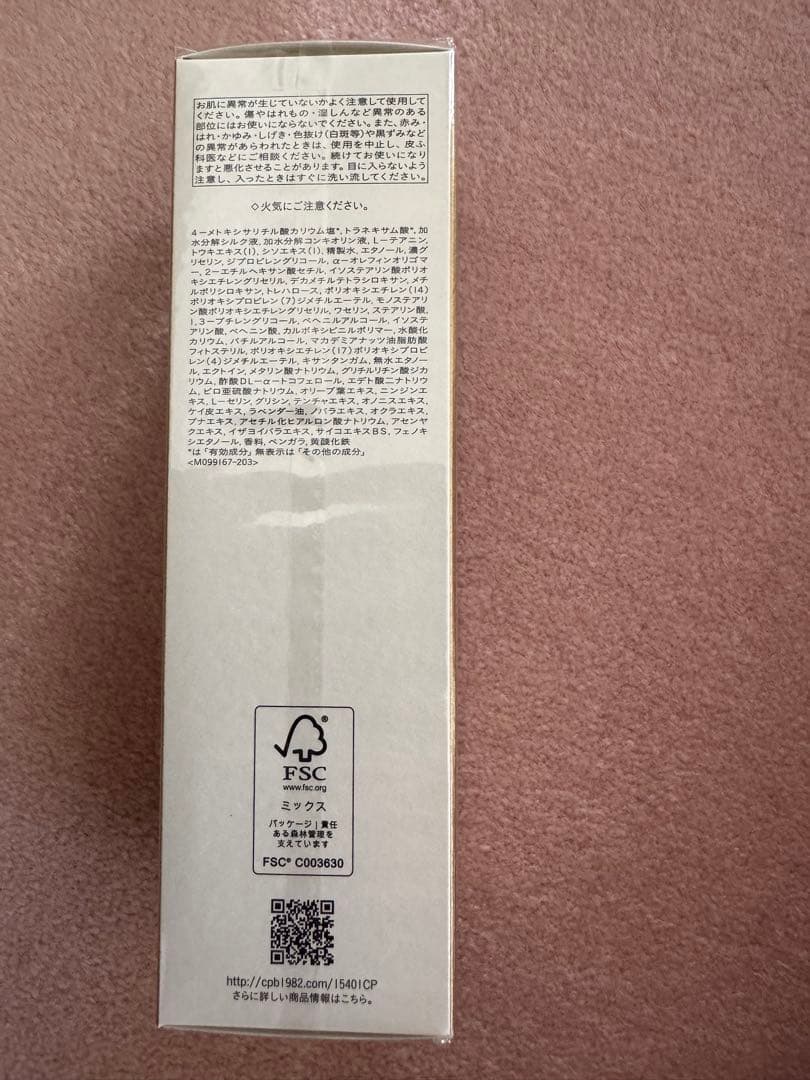 お肌に異常が生じていないかよく注意して使用して
ください。傷やはれもの・湿しんなど異常のある
部位にはお使いにならないでください。また、赤み・
はれ・かゆみ・しげき・色抜け(白斑等)や黒ずみなど
の異常があらわれたときは、使用を中止し、皮ふ
科医などにご相談ください。続けてお使いになり
ますと悪化させることがあります。目に入らないよう
注意し、入ったときはすぐに洗い流してください。
◇火気にご注意ください。
4－メトキシサリチル酸カリウム塩*、トラネキサム酸*、加
水分解シルク液、加水分解コンキオリン液、L－テアニン、
トウキエキス(1)、シソエキス(1)、精製水、エタノール、濃グ
リセリン、ジプロピレングリコール、α－オレフィンオリゴマ
ー、2－エチルヘキサン酸セチル、イソステアリン酸ポリオ
キシエチレングリセリル、デカメチルテトラシロキサン、メチ
ルポリシロキサン、トレハロース、ポリオキシエチレン(14)
ポリオキシプロピレン(7)ジメチルエーテル、モノステアリ
ン酸ポリオキシエチレングリセリル、ワセリン、ステアリン酸、
1,3－ブチレングリコール、ベヘニルアルコール、イソステ
アリン酸、ベヘニン酸、カルボキシビニルポリマー、水酸化
カリウム、バチルアルコール、マカデミアナッツ油脂肪酸
フィトステリル、ポリオキシエチレン(17)ポリオキシプロピ
レン(4)ジメチルエーテル、キサンタンガム、無水エタノー
ル、エクトイン、メタリン酸ナトリウム、グリチルリチン酸ジカ
リウム、酢酸DL－α－トコフェロール、エデト酸二ナトリウ
ム、ピロ亜硫酸ナトリウム、オリーブ葉エキス、ニンジンエ
キス、L－セリン、グリシン、テンチャエキス、オノニスエキス、
ケイ皮エキス、ラベンダー油、ノバラエキス、オクラエキス、
ブナエキス、アセチル化ヒアルロン酸ナトリウム、アセンヤ
クエキス、イザヨイバラエキス、サイコエキスBS、フェノキ
シエタノール、香料、ベンガラ、黄酸化鉄
*は「有効成分」無表示は「その他の成分」
<M099167-203>
FSC®
www.fsc.org
ミックス
パッケージ｜責任
ある森林管理を
支えています
FSC® C003630
http://cpb1982.com/15401CP
さらに詳しい商品情報はこちら。